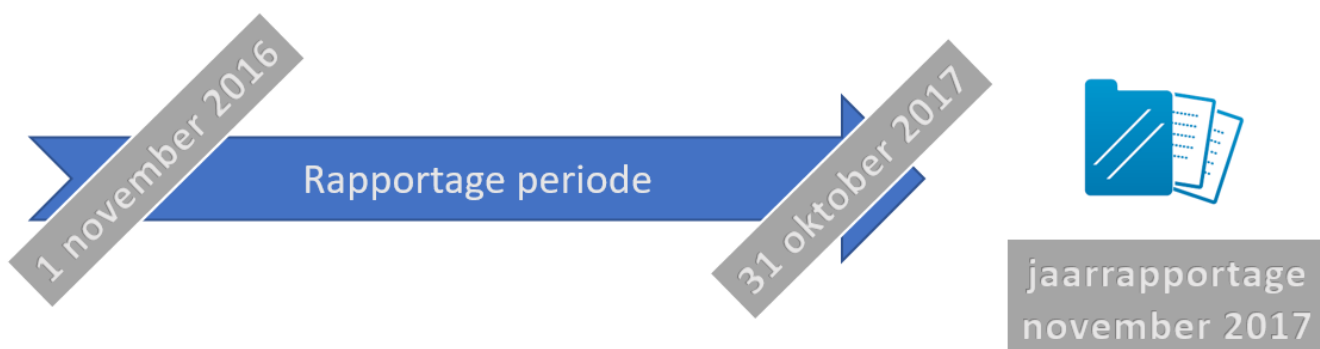 1 november 2016
Rapportage periode
31 oktober 2017
jaarrapportage
november 2017